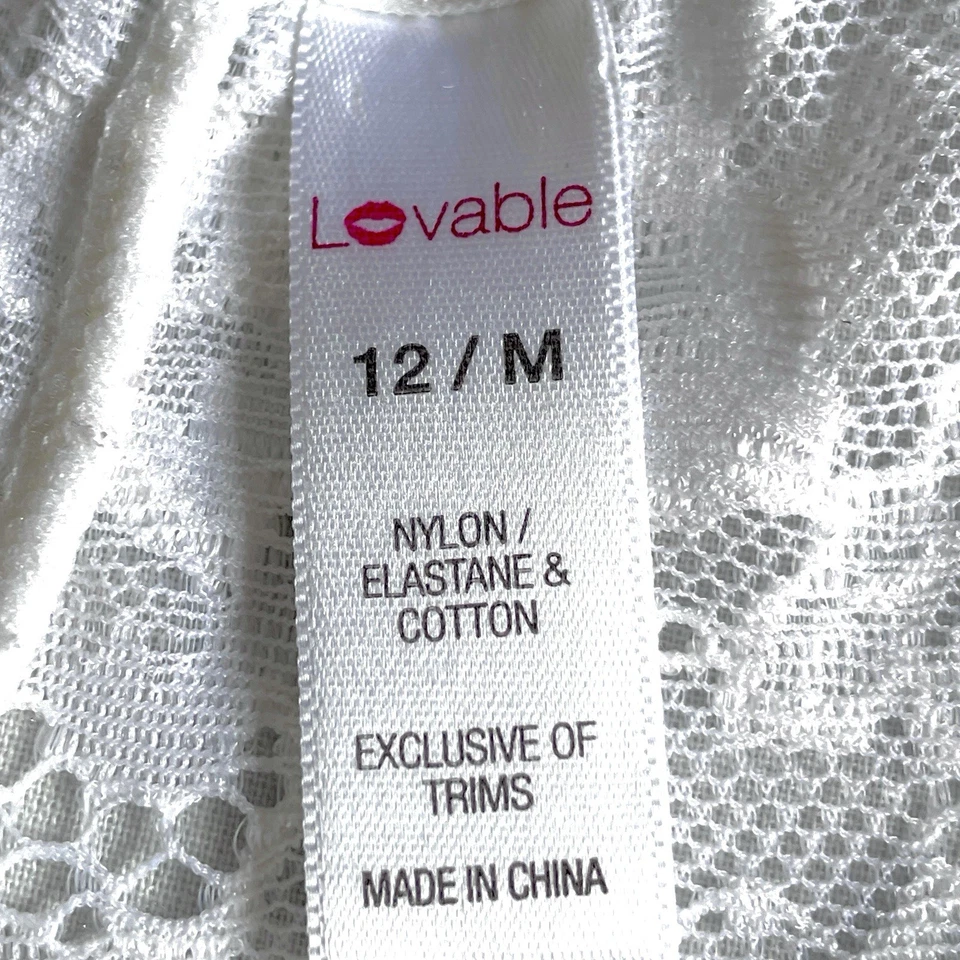 Lovable
12 / M
NYLON /
ELASTANE &
COTTON
EXCLUSIVE OF
TRIMS
MADE IN CHINA